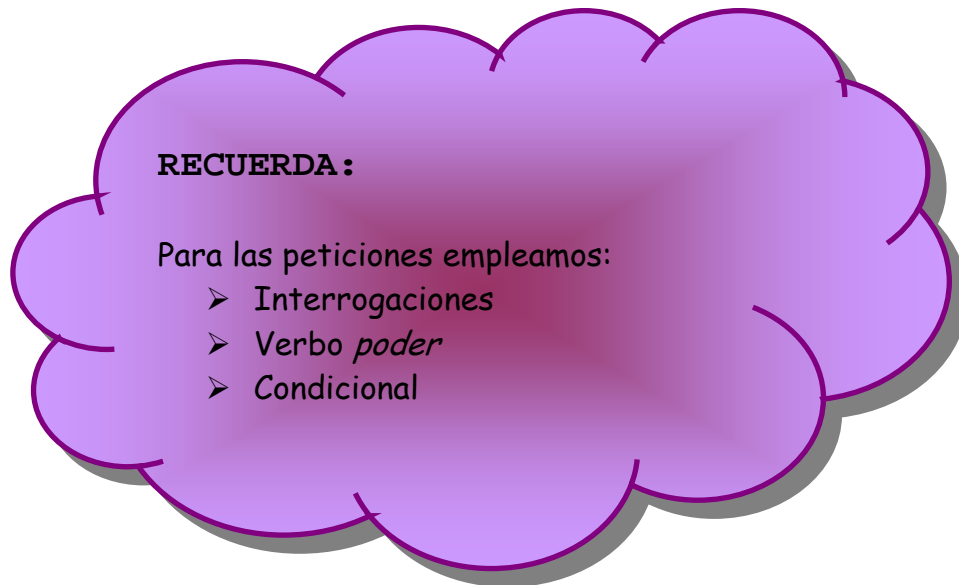 RECUERDA:
Para las peticiones empleamos:
➢ Interrogaciones
➢ Verbo poder
➢ Condicional